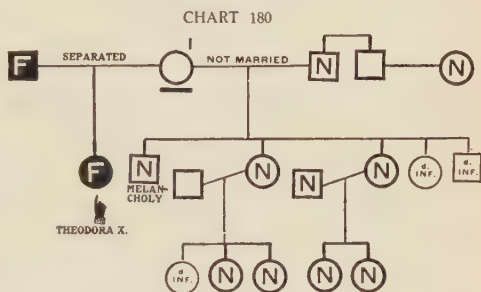 CHART 180
F SEPARATED I NOT MARRIED N N
F N N N d. INF. d. INF.
MELAN-
CHOLY N
THEODORA X.
d INF. N N N N